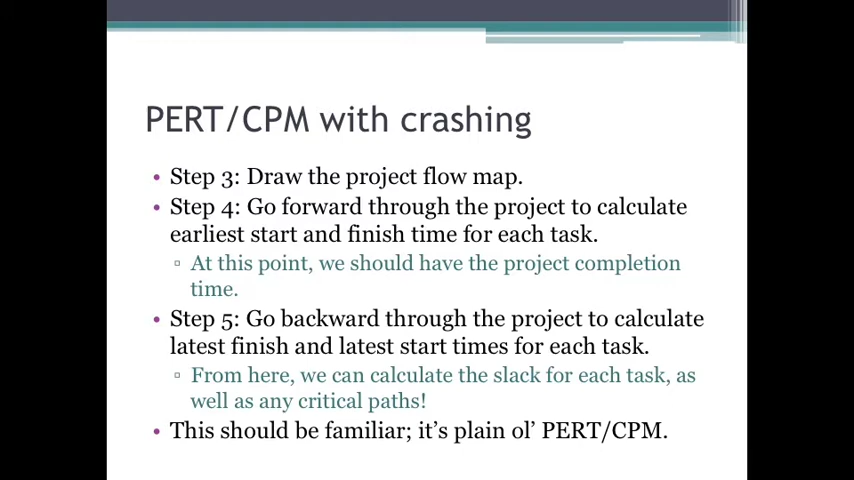 PERT/CPM with crashing
• Step 3: Draw the project flow map.
• Step 4: Go forward through the project to calculate
earliest start and finish time for each task.
▫ At this point, we should have the project completion
time.
• Step 5: Go backward through the project to calculate
latest finish and latest start times for each task.
▫ From here, we can calculate the slack for each task, as
well as any critical paths!
• This should be familiar; it’s plain ol’ PERT/CPM.